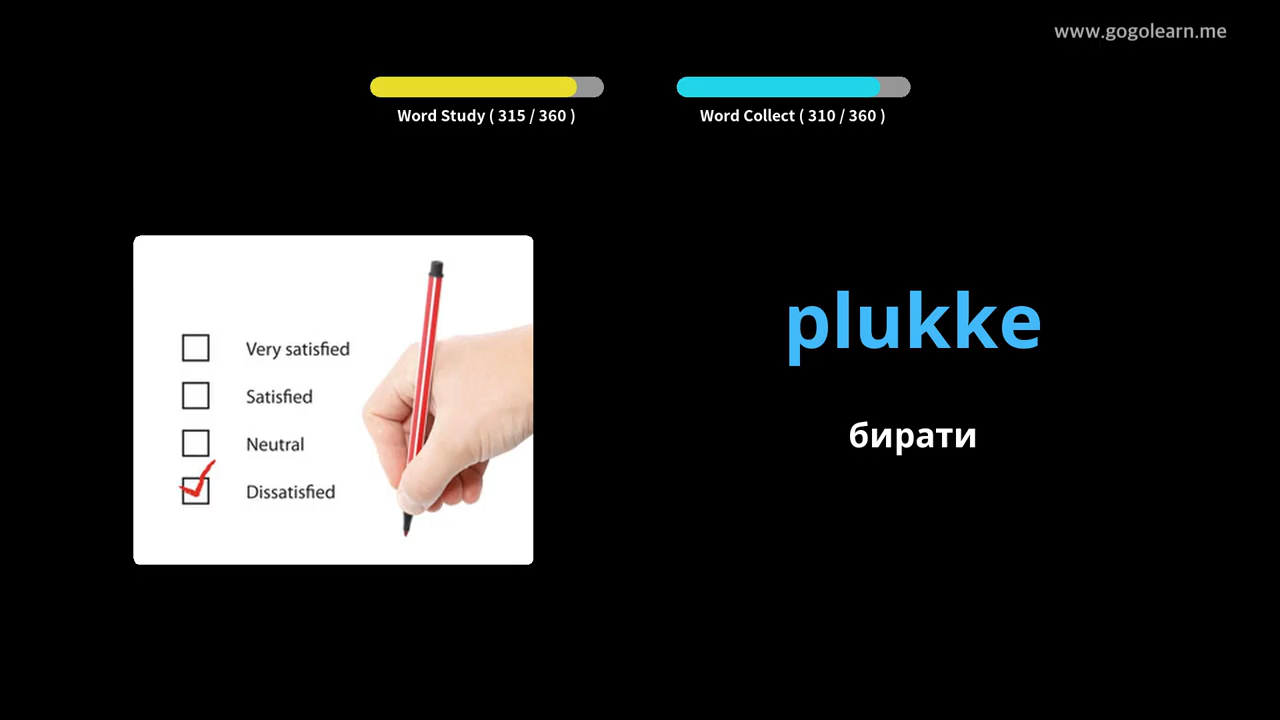 www.gogolearn.me
Word Study ( 315 / 360 )
Word Collect ( 310 / 360 )
Very satisfied
Satisfied
Neutral
Dissatisfied
plukke
бирати